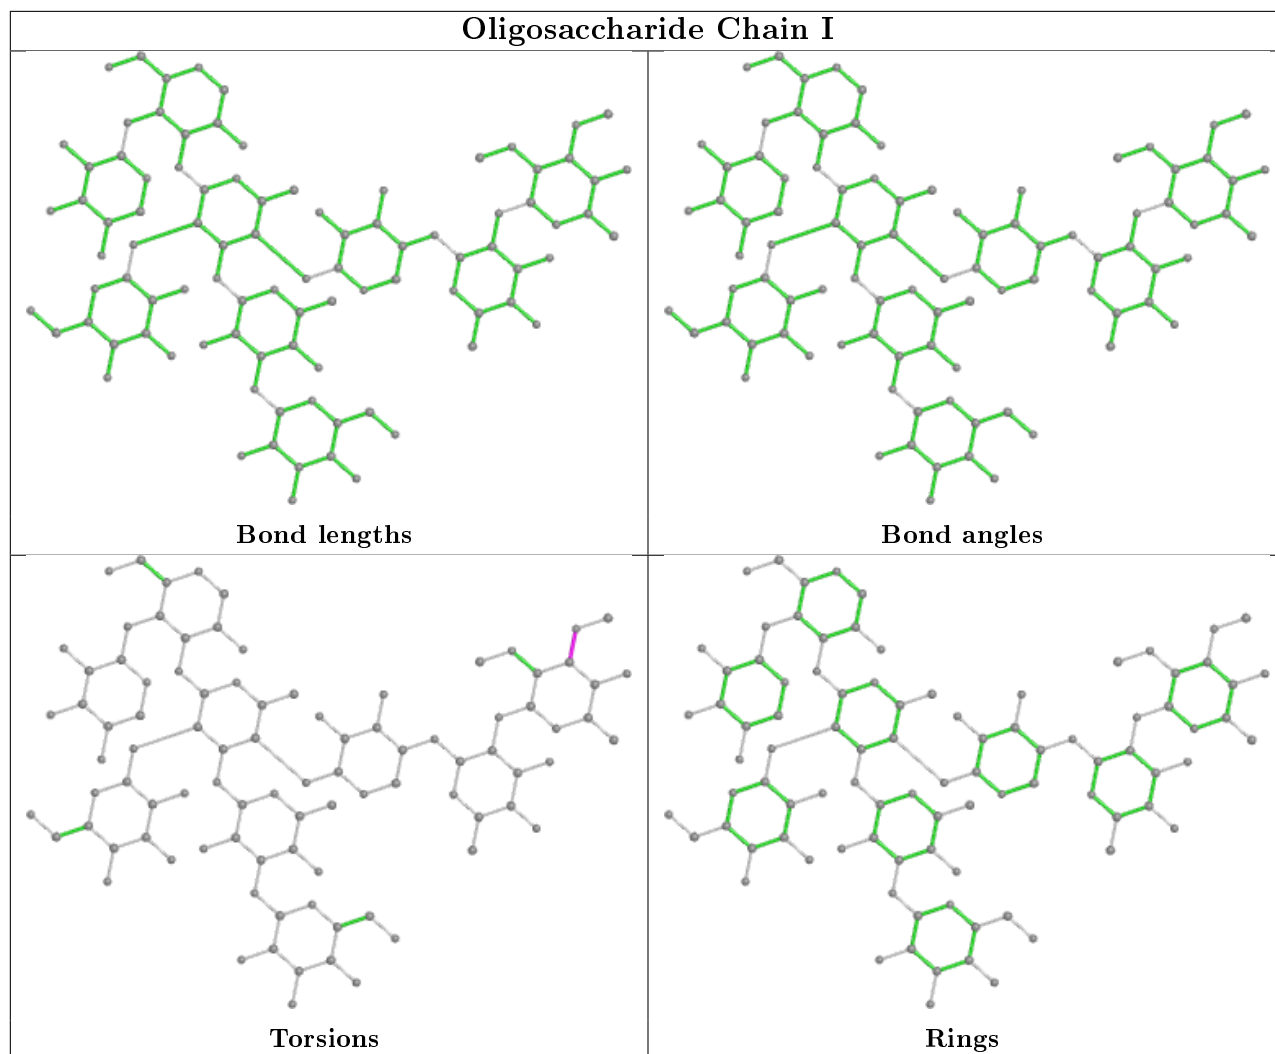 Oligosaccharide Chain I
Bond lengths
Bond angles
Torsions
Rings